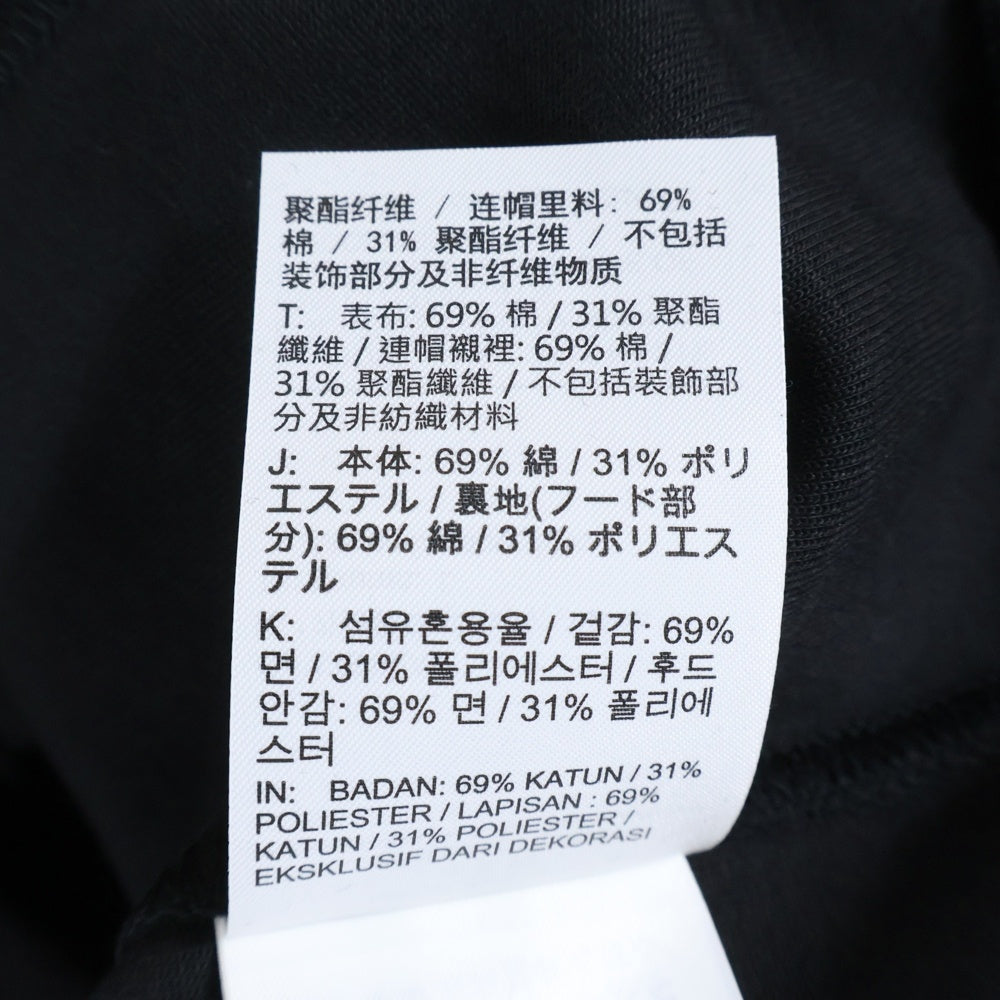 聚酯纤维 / 连帽里料: 69%
棉 / 31% 聚酯纤维 / 不包括
装饰部分及非纤维物质
T: 表布: 69% 棉 / 31% 聚酯
纖維 / 連帽襯裡: 69% 棉 /
31% 聚酯纖維 / 不包括裝飾部
分及非紡織材料
J: 本体: 69% 綿 / 31% ポリ
エステル / 裏地(フード部
分): 69% 綿 / 31% ポリエス
テル
K: 섬유혼용율 / 겉감: 69%
면 / 31% 폴리에스터 / 후드
안감: 69% 면 / 31% 폴리에
스터
IN: BADAN: 69% KATUN / 31%
POLIESTER / LAPISAN : 69%
KATUN / 31% POLIESTER /
EKSKLUSIF DARI DEKORASI